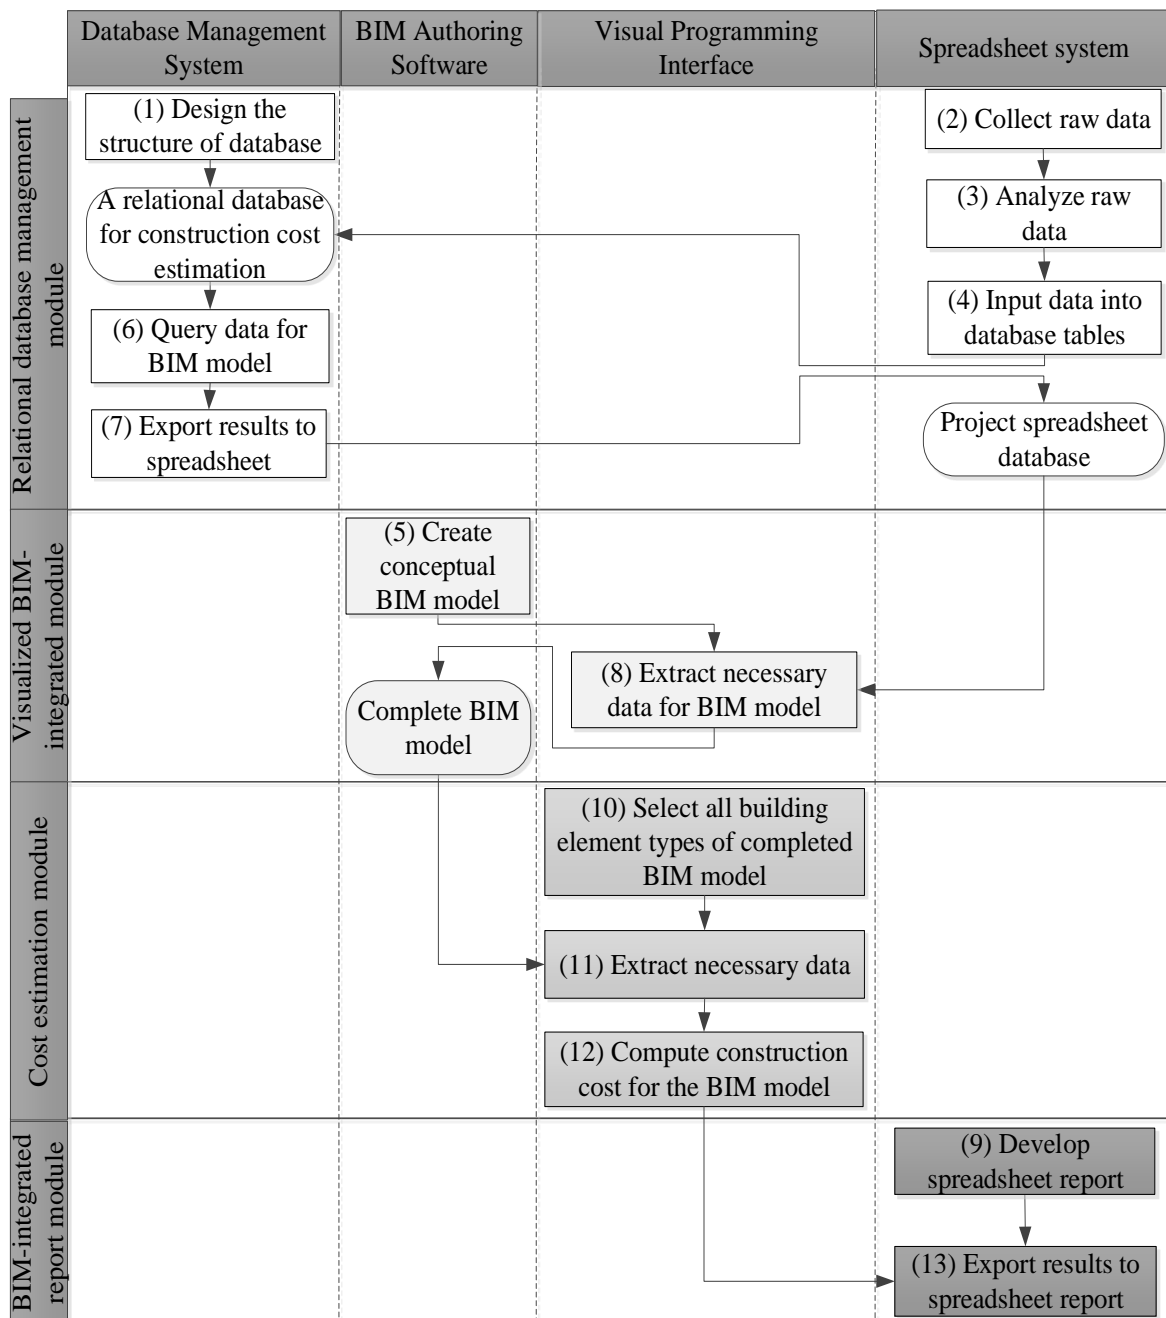 Database Management
System
BIM Authoring
Software
Visual Programming
Interface
Spreadsheet system
Relational database management
module
(1) Design the
structure of database
(2) Collect raw data
A relational database
for construction cost
estimation
(3) Analyze raw
data
(4) Input data into
database tables
(6) Query data for
BIM model
(7) Export results to
spreadsheet
Project spreadsheet
database
Visualized BIM-
integrated module
(5) Create
conceptual
BIM model
(8) Extract necessary
data for BIM model
Complete BIM
model
Cost estimation module
(10) Select all building
element types of completed
BIM model
(11) Extract necessary data
(12) Compute construction
cost for the BIM model
BIM-integrated
report module
(9) Develop
spreadsheet report
(13) Export results to
spreadsheet report